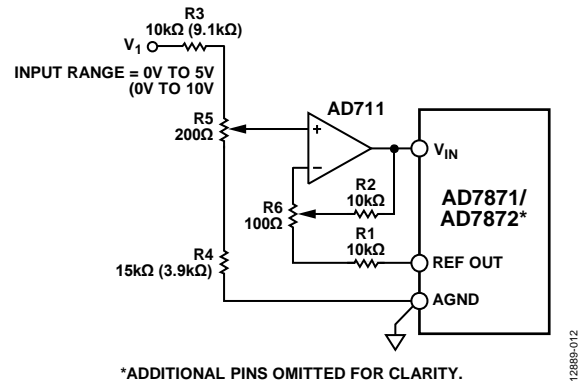 R3
10kΩ (9.1kΩ)
V1
INPUT RANGE = 0V TO 5V
(0V TO 10V
R5
200Ω
AD711
+
–
VIN
R2
10kΩ
AD7871/
AD7872*
R6
100Ω
R1
10kΩ
REF OUT
R4
15kΩ (3.9kΩ)
AGND
*ADDITIONAL PINS OMITTED FOR CLARITY.
12889-012